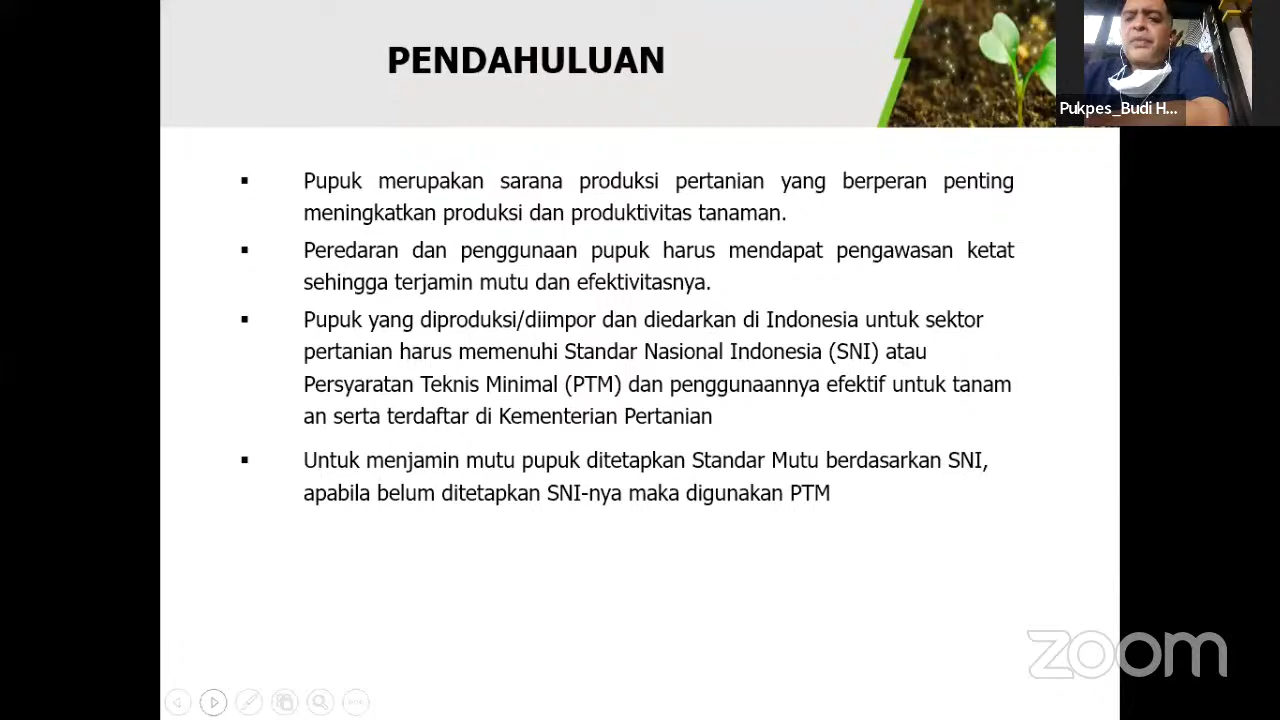 PENDAHULUAN
Pukpes_Budi H...
▪ Pupuk merupakan sarana produksi pertanian yang berperan penting
meningkatkan produksi dan produktivitas tanaman.
▪ Peredaran dan penggunaan pupuk harus mendapat pengawasan ketat
sehingga terjamin mutu dan efektivitasnya.
▪ Pupuk yang diproduksi/diimpor dan diedarkan di Indonesia untuk sektor
pertanian harus memenuhi Standar Nasional Indonesia (SNI) atau
Persyaratan Teknis Minimal (PTM) dan penggunaannya efektif untuk tanam
an serta terdaftar di Kementerian Pertanian
▪ Untuk menjamin mutu pupuk ditetapkan Standar Mutu berdasarkan SNI,
apabila belum ditetapkan SNI-nya maka digunakan PTM
zoom